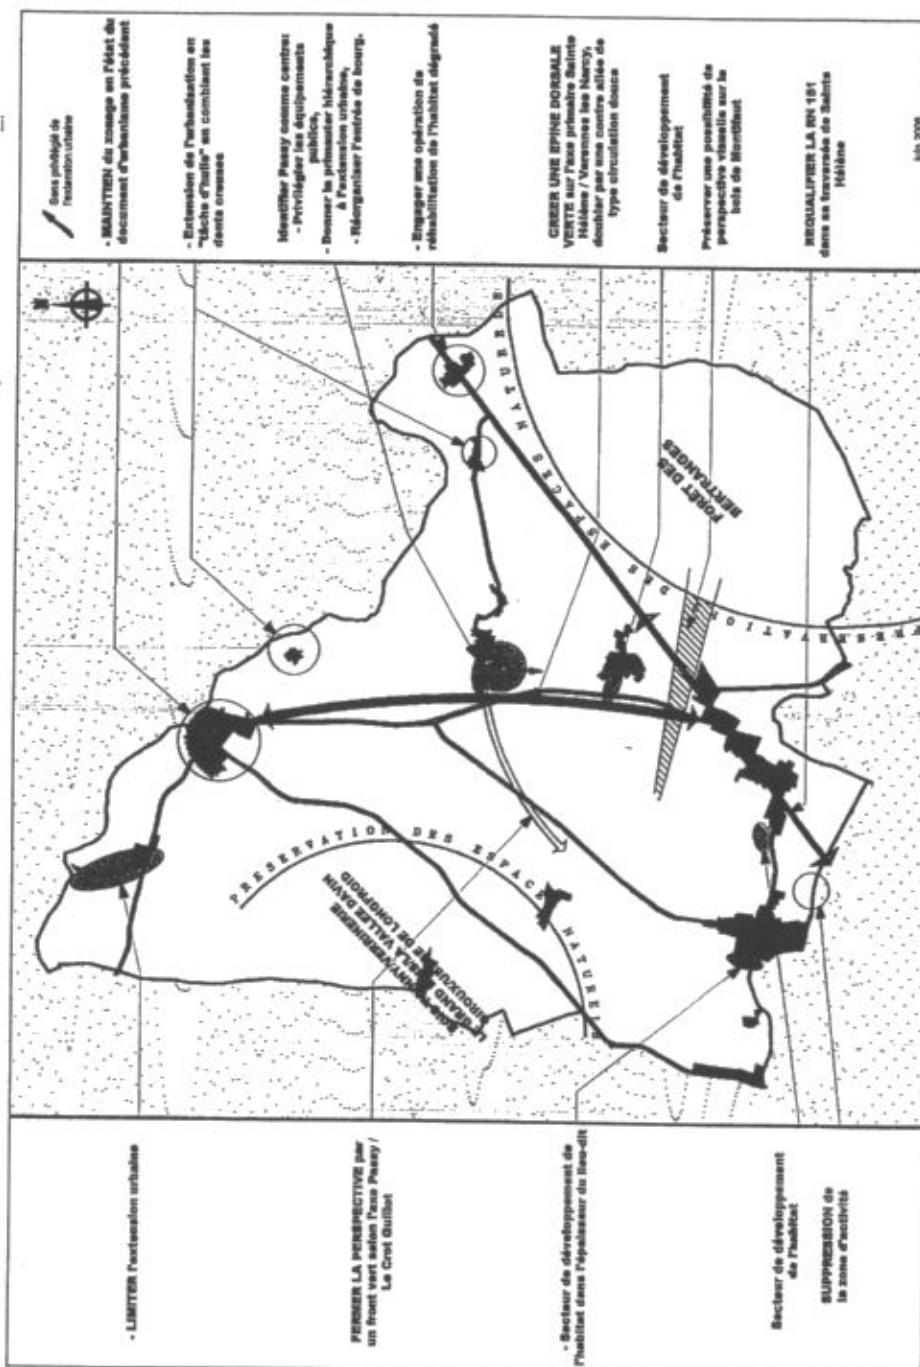 Sens privilégié de
l'extension urbaine
- MAINTIEN du zonage en l'état du
document d'urbanisme précédent
- Extension de l'urbanisation en
"tâche d'huile" en comblant les
dents creuses
Identifier Passy comme centre:
- Privilégier les équipements
publics,
- Donner la primauter hiérarchique
à l'extension urbaine,
- Réorganiser l'entrée de bourg.
- Engager une opération de
réhabilitation de l'habitat dégradé
CREER UNE EPINE DORSALE
VERTE sur l'axe primaire Sainte
Hélène / Varennes les Narcy,
doubler par une contre allée de
type circulation douce
Secteur de développement
de l'habitat
Préserver une possibilité de
perspective visuelle sur le
bois de Montifaut
REQUALIFIER LA RN 151
dans sa traversée de Sainte
Hélène
N
PRESERVATION DES ESPACES NATURELS
FORET DES
BERTRANGES
PRESERVATION DES ESPACES NATURELS
LE GRAND
VALLEE DAVIN
DE LONGFROID
- LIMITER l'extension urbaine
FERMER LA PERSPECTIVE par
un front vert selon l'axe Passy /
Le Crot Guillot
- Secteur de développement de
l'habitat dans l'épaisseur du lieu-dit
Secteur de développement
de l'habitat
SUPPRESSION de
la zone d'activité